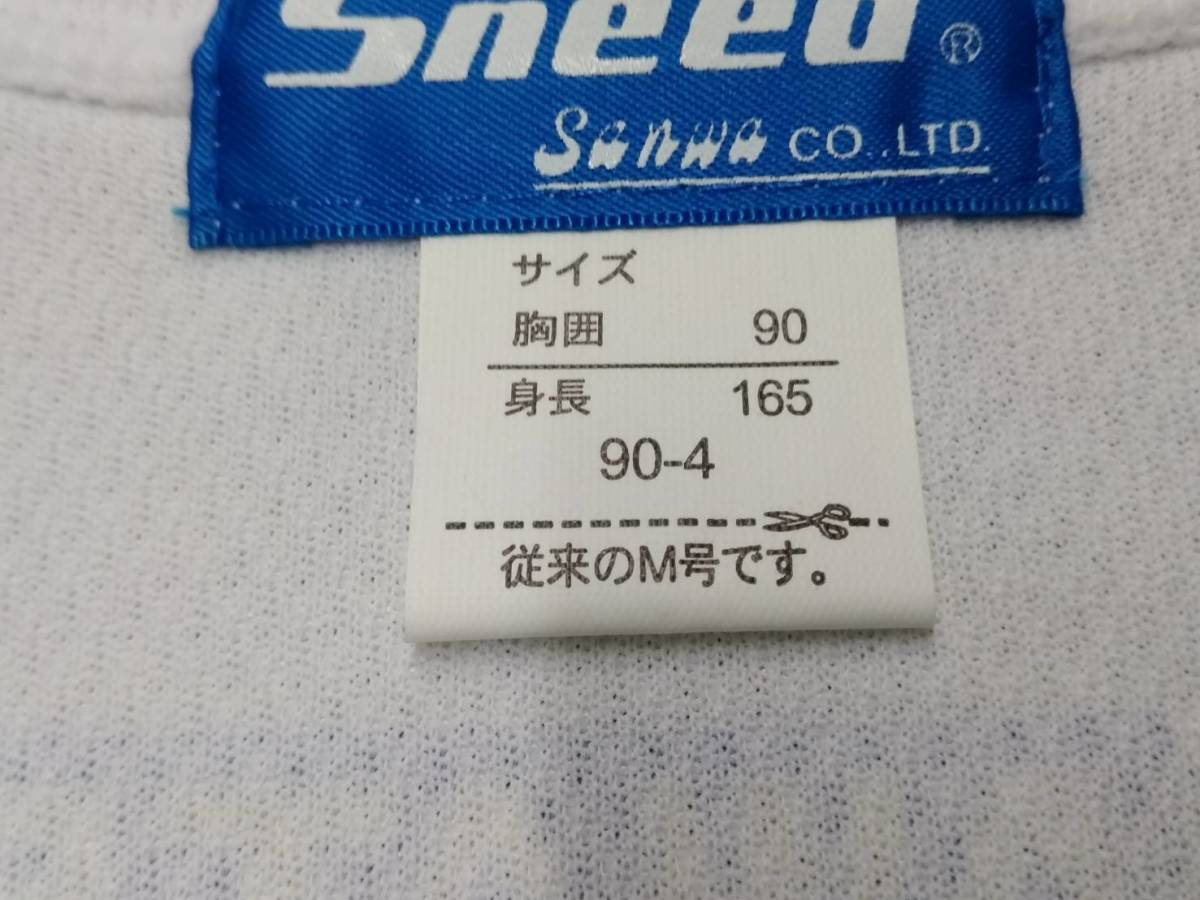 Sneed ®
Sanwa CO.,LTD.
サイズ
胸囲 90
身長 165
90-4
従来のM号です。